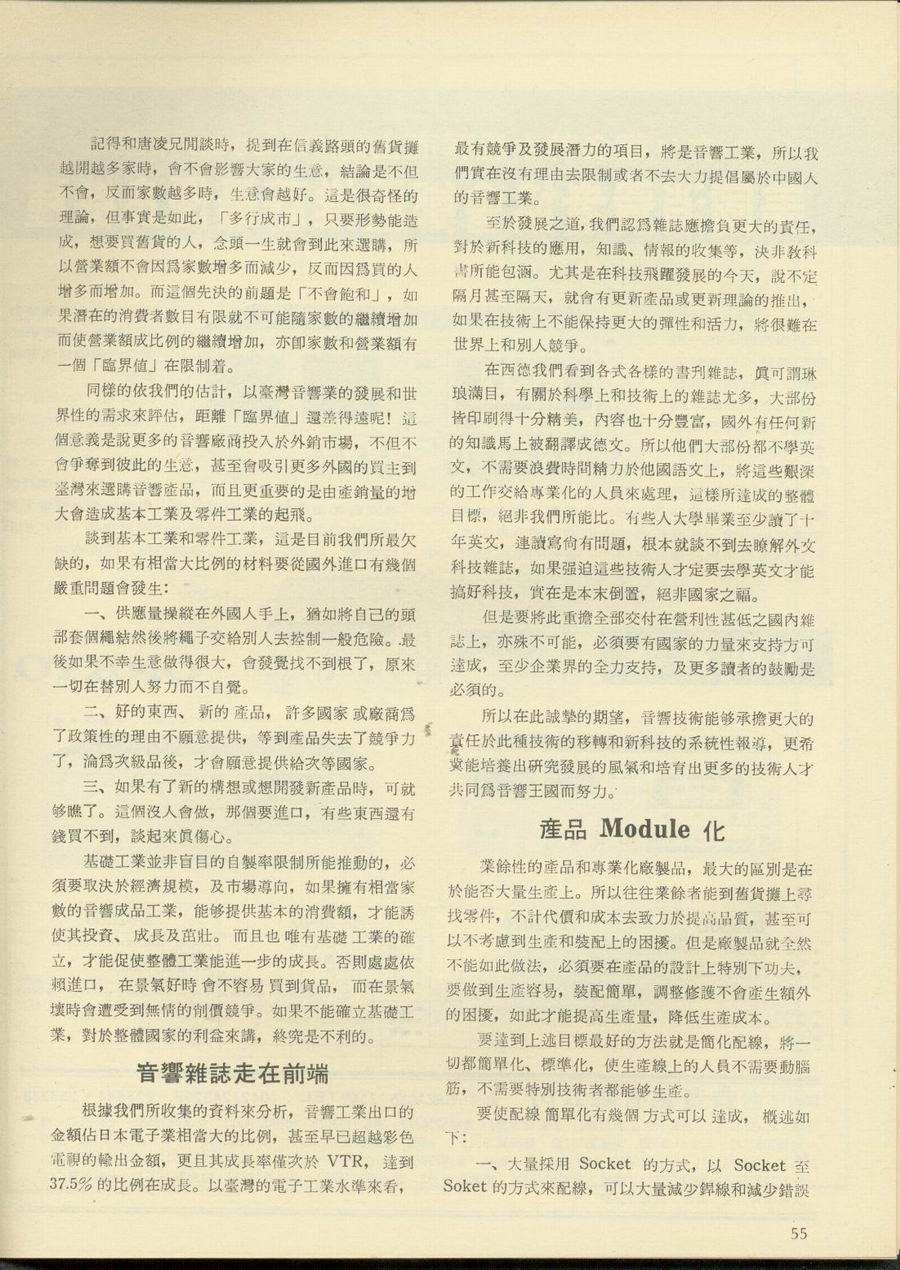 記得和唐凌兄閒談時，提到在信義路頭的舊貨攤
越開越多家時，會不會影響大家的生意，結論是不但
不會，反而家數越多時，生意會越好。這是很奇怪的
理論，但事實是如此，「多行成市」，只要形勢能造
成，想要買舊貨的人，念頭一生就會到此來選購，所
以營業額不會因爲家數增多而減少，反而因爲買的人
增多而增加。而這個先決的前題是「不會飽和」，如
果潛在的消費者數目有限就不可能隨家數的繼續增加
而使營業額成比例的繼續增加，亦卽家數和營業額有
一個「臨界値」在限制着。
同樣的依我們的估計，以臺灣音響業的發展和世
界性的需求來評估，距離「臨界値」還差得遠呢！這
個意義是說更多的音響廠商投入於外銷市場，不但不
會爭奪到彼此的生意，甚至會吸引更多外國的買主到
臺灣來選購音響產品，而且更重要的是由產銷量的增
大會造成基本工業及零件工業的起飛。
談到基本工業和零件工業，這是目前我們所最欠
缺的，如果有相當大比例的材料要從國外進口有幾個
嚴重問題會發生：
一、供應量操縱在外國人手上，猶如將自己的頭
部套個繩結然後將繩子交給別人去控制一般危險。最
後如果不幸生意做得很大，會發覺找不到根了，原來
一切在替別人努力而不自覺。
二、好的東西、新的產品，許多國家或廠商爲
了政策性的理由不願意提供，等到產品失去了競爭力
了，淪爲次級品後，才會願意提供給次等國家。
三、如果有了新的構想或想開發新產品時，可就
够瞧了。這個沒人會做，那個要進口，有些東西還有
錢買不到，談起來眞傷心。
基礎工業並非盲目的自製率限制所能推動的，必
須要取決於經濟規模，及市場導向，如果擁有相當家
數的音響成品工業，能够提供基本的消費額，才能誘
使其投資、成長及茁壯。而且也唯有基礎工業的確
立，才能促使整體工業能進一步的成長。否則處處依
賴進口，在景氣好時會不容易買到貨品，而在景氣
壞時會遭受到無情的削價競爭。如果不能確立基礎工
業，對於整體國家的利益來講，終究是不利的。
音響雜誌走在前端
根據我們所收集的資料來分析，音響工業出口的
金額佔日本電子業相當大的比例，甚至早已超越彩色
電視的輸出金額，更且其成長率僅次於 VTR，達到
37.5% 的比例在成長。以臺灣的電子工業水準來看，
最有競爭及發展潛力的項目，將是音響工業，所以我
們實在沒有理由去限制或者不去大力提倡屬於中國人
的音響工業。
至於發展之道，我們認爲雜誌應擔負更大的責任，
對於新科技的應用，知識、情報的收集等，決非敎科
書所能包涵。尤其是在科技飛躍發展的今天，說不定
隔月甚至隔天，就會有更新產品或更新理論的推出，
如果在技術上不能保持更大的彈性和活力，將很難在
世界上和別人競爭。
在西德我們看到各式各樣的書刋雜誌，眞可謂琳
琅滿目，有關於科學上和技術上的雜誌尤多，大部份
皆印刷得十分精美，內容也十分豐富，國外有任何新
的知識馬上被翻譯成德文。所以他們大部份都不學英
文，不需要浪費時間精力於他國語文上，將這些艱深
的工作交給專業化的人員來處理，這樣所達成的整體
目標，絕非我們所能比。有些人大學畢業至少讀了十
年英文，連讀寫尙有問題，根本就談不到去瞭解外文
科技雜誌，如果强迫這些技術人才定要去學英文才能
搞好科技，實在是本末倒置，絕非國家之福。
但是要將此重擔全部交付在營利性甚低之國內雜
誌上，亦殊不可能，必須要有國家的力量來支持方可
達成，至少企業界的全力支持，及更多讀者的鼓勵是
必須的。
所以在此誠摯的期望，音響技術能够承擔更大的
責任於此種技術的移轉和新科技的系統性報導，更希
冀能培養出研究發展的風氣和培育出更多的技術人才
共同爲音響王國而努力。
產品 Module 化
業餘性的產品和專業化廠製品，最大的區別是在
於能否大量生產上。所以往往業餘者能到舊貨攤上尋
找零件，不計代價和成本去致力於提高品質，甚至可
以不考慮到生產和裝配上的困擾。但是廠製品就全然
不能如此做法，必須要在產品的設計上特別下功夫，
要做到生產容易，裝配簡單，調整修護不會產生額外
的困擾，如此才能提高生產量，降低生產成本。
要達到上述目標最好的方法就是簡化配線，將一
切都簡單化、標準化，使生產線上的人員不需要動腦
筋，不需要特別技術者都能够生產。
要使配線簡單化有幾個方式可以達成，槪述如
下：
一、大量採用 Socket 的方式，以 Socket 至
Soket 的方式來配線，可以大量減少銲線和減少錯誤
55